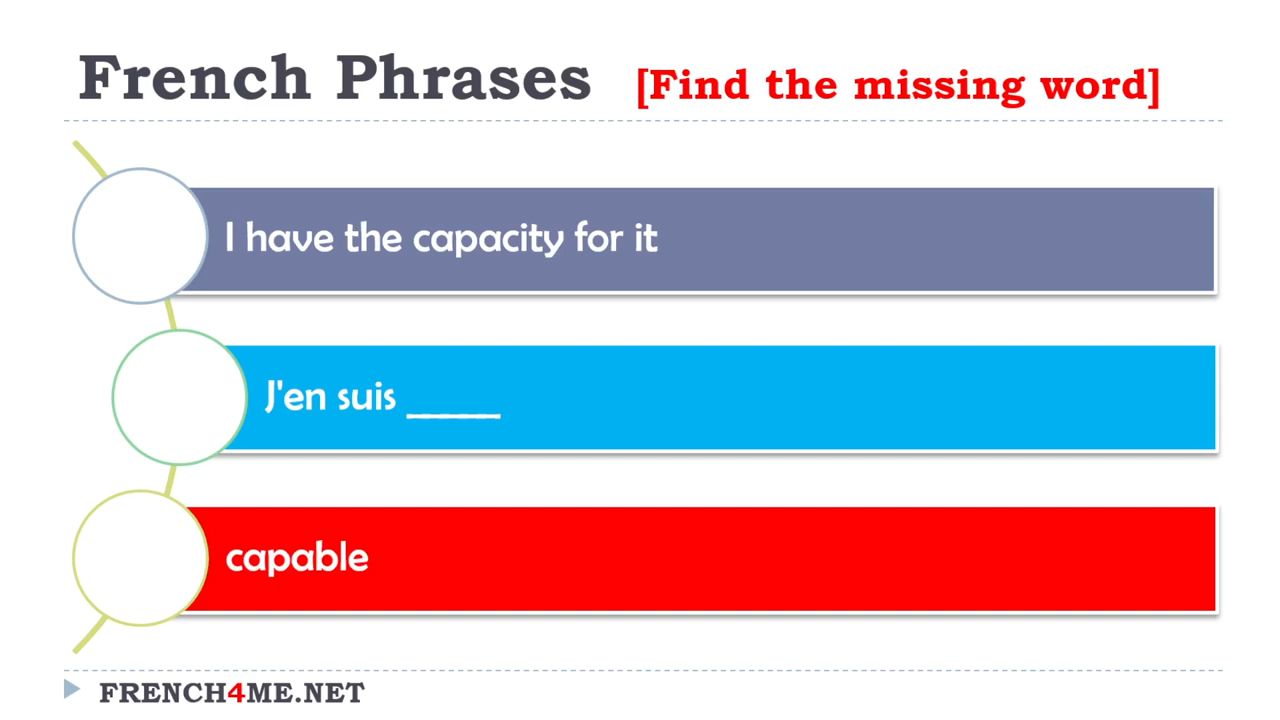 French Phrases [Find the missing word]
I have the capacity for it
J'en suis _____
capable
FRENCH4ME.NET